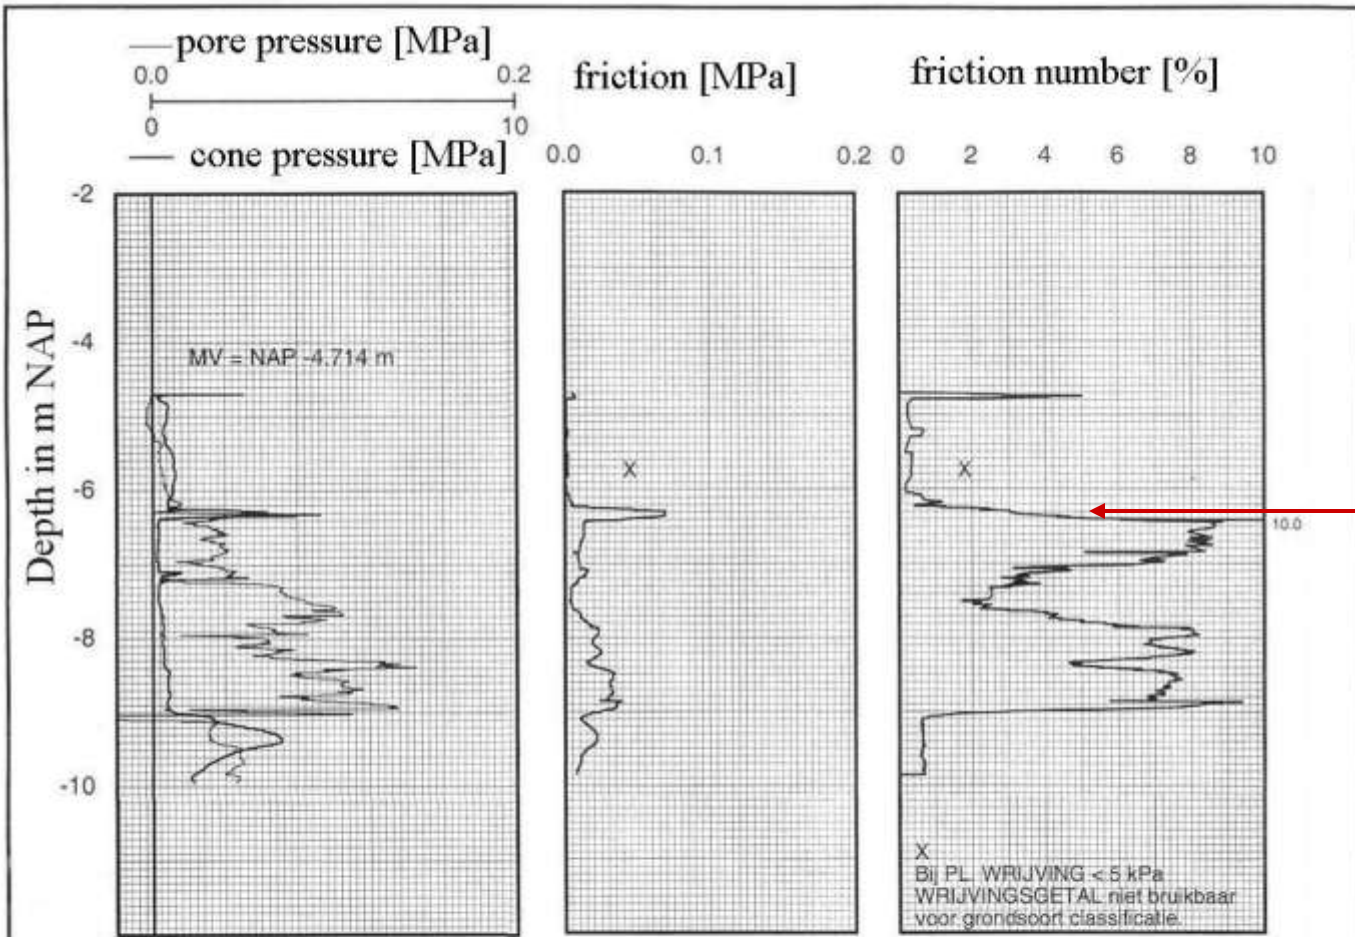 pore pressure [MPa]
0.0 0.2
0 10
cone pressure [MPa]
friction [MPa]
0.0 0.1 0.2
friction number [%]
0 2 4 6 8 10
Depth in m NAP
-2
-4
-6
-8
-10
MV = NAP -4.714 m
X
X
10.0
X
Bij PL. WRIJVING < 5 kPa
WRIJVINGSGETAL niet bruikbaar
voor grondsoort classificatie.